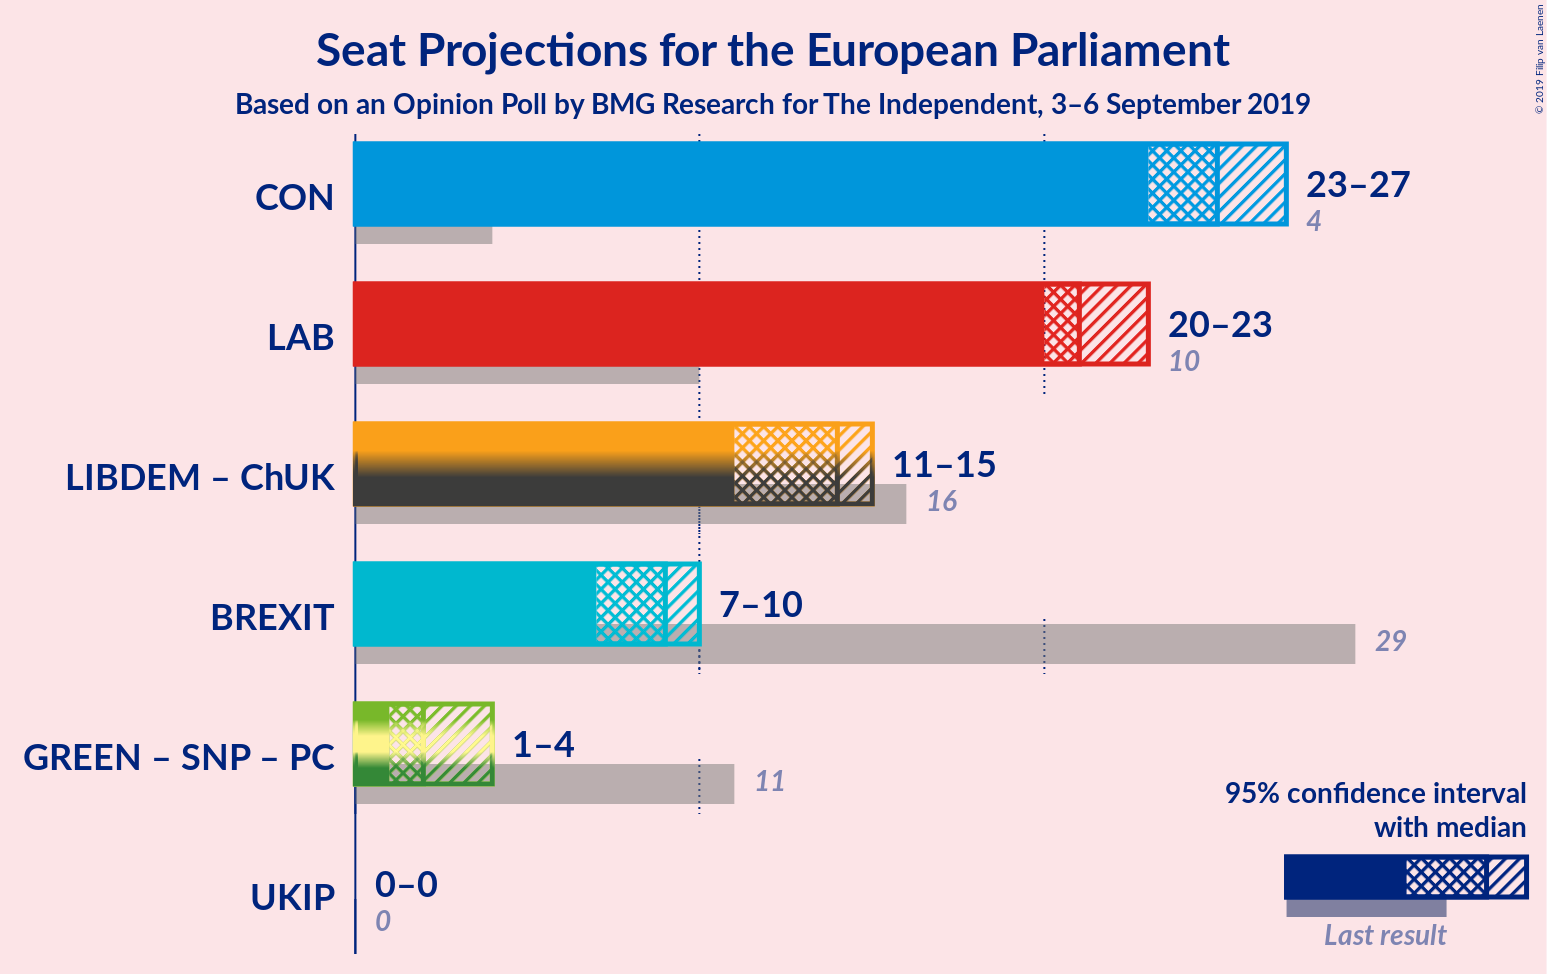 Seat Projections for the European Parliament
Based on an Opinion Poll by BMG Research for The Independent, 3–6 September 2019
© 2019 Filip van Laenen
CON
23–27
4
LAB
20–23
10
LIBDEM – ChUK
11–15
16
BREXIT
7–10
29
GREEN – SNP – PC
1–4
11
UKIP
0–0
0
95% confidence interval
with median
Last result